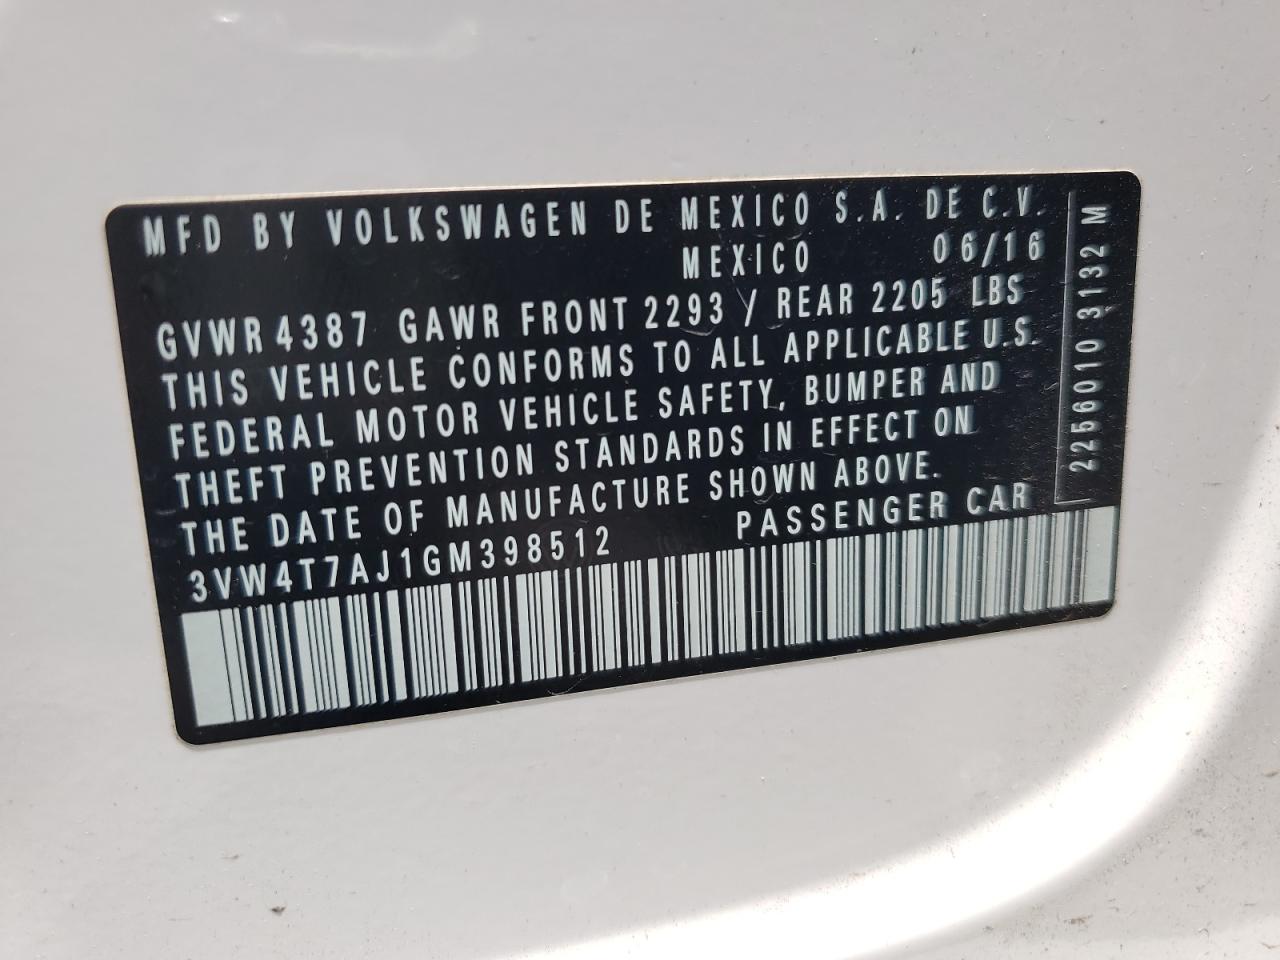 MFD BY VOLKSWAGEN DE MEXICO S.A. DE C.V.
MEXICO 06/16
GVWR 4387 GAWR FRONT 2293 / REAR 2205 LBS
THIS VEHICLE CONFORMS TO ALL APPLICABLE U.S.
FEDERAL MOTOR VEHICLE SAFETY, BUMPER AND
THEFT PREVENTION STANDARDS IN EFFECT ON
THE DATE OF MANUFACTURE SHOWN ABOVE.
3VW4T7AJ1GM398512 PASSENGER CAR
2256010 3132 M